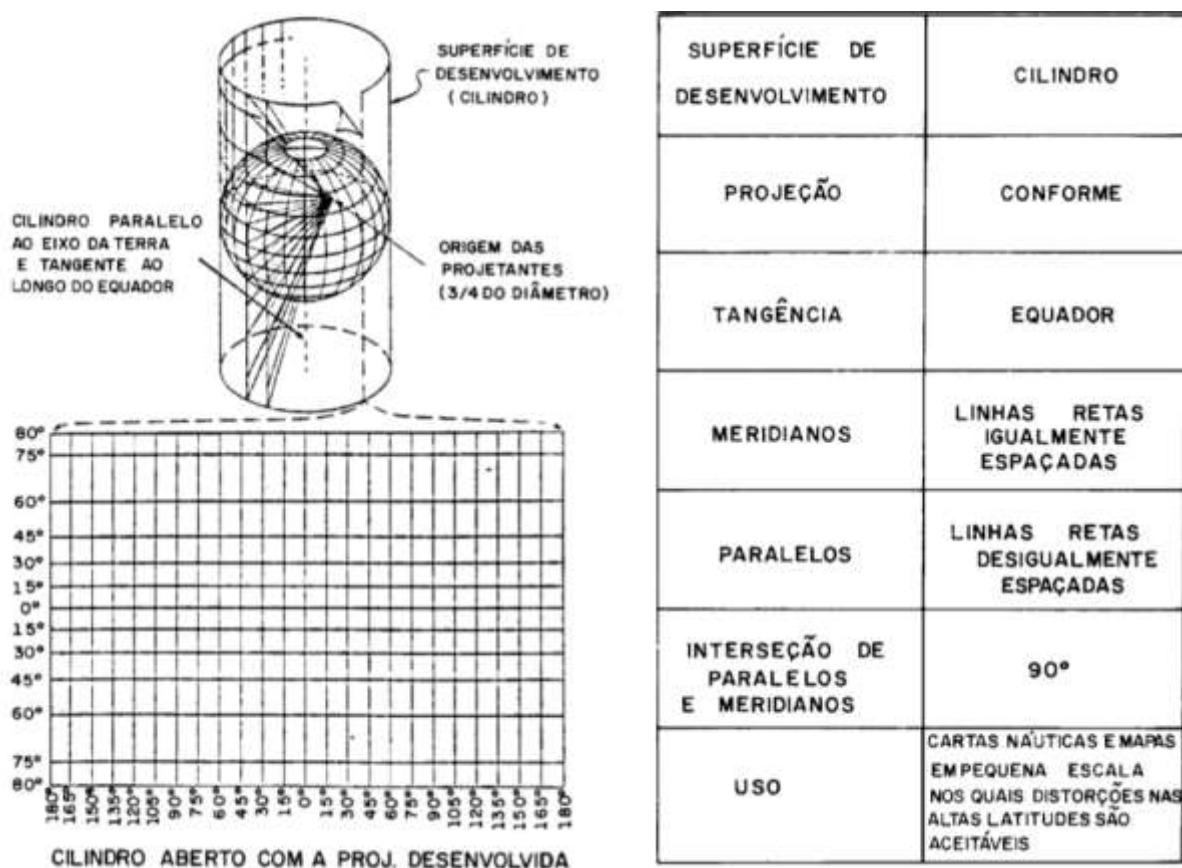 SUPERFÍCIE DE
DESENVOLVIMENTO
( CILINDRO )
CILINDRO PARALELO
AO EIXO DA TERRA
E TANGENTE AO
LONGO DO EQUADOR
ORIGEM DAS
PROJETANTES
(3/4 DO DIÂMETRO)
80°
75°
60°
45°
30°
15°
0°
15°
30°
45°
60°
75°
80°
180° 165° 150° 135° 105° 90° 75° 60° 45° 30° 15° 0° 15° 30° 45° 60° 75° 90° 105° 135° 150° 165° 180°
CILINDRO ABERTO COM A PROJ. DESENVOLVIDA
SUPERFÍCIE DE
DESENVOLVIMENTO
CILINDRO
PROJEÇÃO
CONFORME
TANGÊNCIA
EQUADOR
MERIDIANOS
LINHAS RETAS
IGUALMENTE
ESPAÇADAS
PARALELOS
LINHAS RETAS
DESIGUALMENTE
ESPAÇADAS
INTERSEÇÃO DE
PARALELOS
E MERIDIANOS
90°
USO
CARTAS NÁUTICAS E MAPAS
EM PEQUENA ESCALA
NOS QUAIS DISTORÇÕES NAS
ALTAS LATITUDES SÃO
ACEITÁVEIS